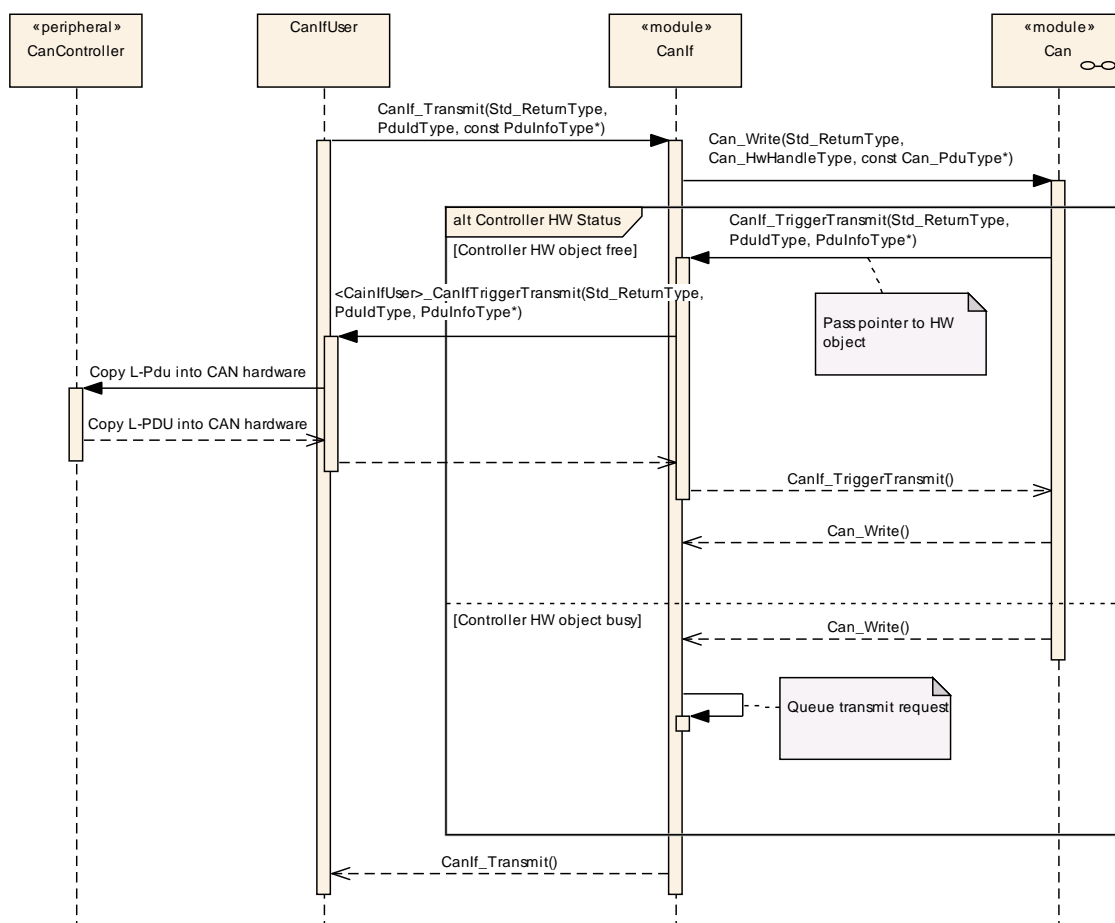 «peripheral»
CanController
CanIfUser
«module»
CanIf
«module»
Can
CanIf_Transmit(Std_ReturnType,
PduIdType, const PduInfoType*)
Can_Write(Std_ReturnType,
Can_HwHandleType, const Can_PduType*)
alt Controller HW Status
[Controller HW object free]
CanIf_TriggerTransmit(Std_ReturnType,
PduIdType, PduInfoType*)
<CainIfUser>_CanIfTriggerTransmit(Std_ReturnType,
PduIdType, PduInfoType*)
Pass pointer to HW
object
Copy L-Pdu into CAN hardware
Copy L-PDU into CAN hardware
CanIf_TriggerTransmit()
Can_Write()
[Controller HW object busy]
Can_Write()
Queue transmit request
CanIf_Transmit()